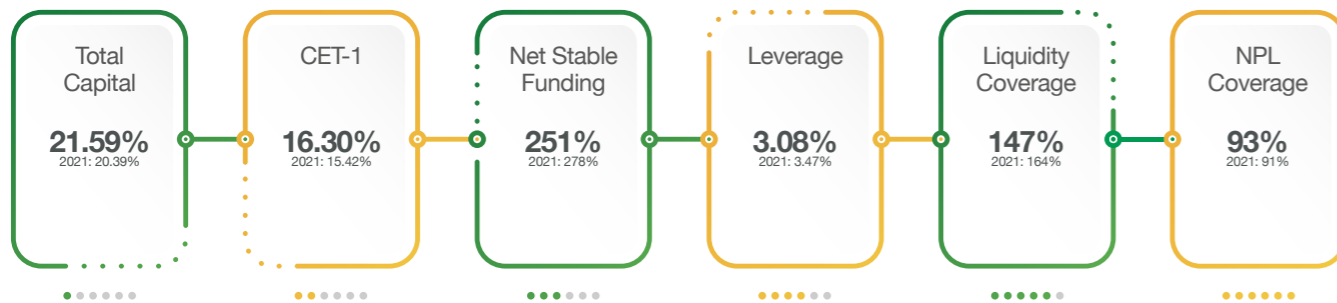 Total
Capital
21.59%
2021: 20.39%
CET-1
16.30%
2021: 15.42%
Net Stable
Funding
251%
2021: 278%
Leverage
3.08%
2021: 3.47%
Liquidity
Coverage
147%
2021: 164%
NPL
Coverage
93%
2021: 91%